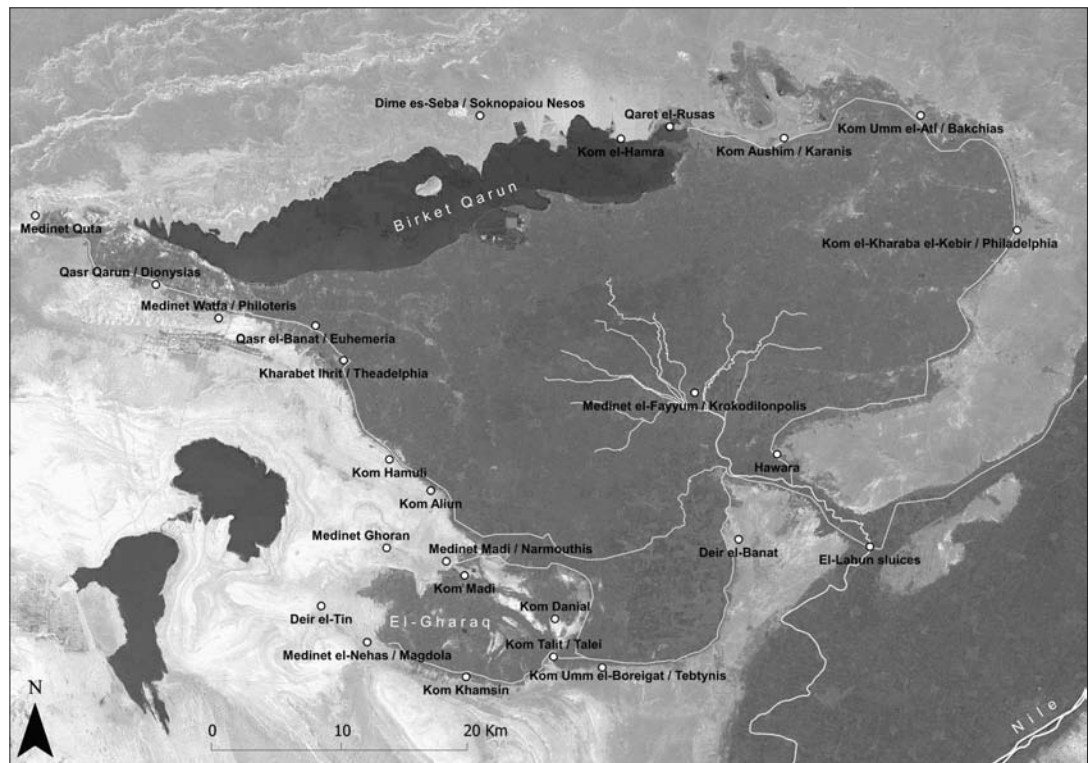 Dime es-Seba / Soknopaiou Nesos
Qaret el-Rusas
Kom el-Hamra
Kom Aushim / Karanis
Kom Umm el-Atl / Bakchias
Birket Qarun
Medinet Quta
Kom el-Kharaba el-Kebir / Philadelphia
Qasr Qarun / Dionysias
Medinet Watfa / Philoteris
Qasr el-Banat / Euhemeria
Kharabet Ihrit / Theadelphia
Medinet el-Fayyum / Krokodilonpolis
Kom Hamuli
Hawara
Kom Aliun
Medinet Ghoran
Medinet Madi / Narmouthis
Deir el-Banat
El-Lahun sluices
Kom Madi
Deir el-Tin
Kom Danial
El-Gharaq
Kom Talit / Talei
Medinet el-Nehas / Magdola
Kom Umm el-Boreigat / Tebtynis
Kom Khamsin
N
Nile
0 10 20 Km